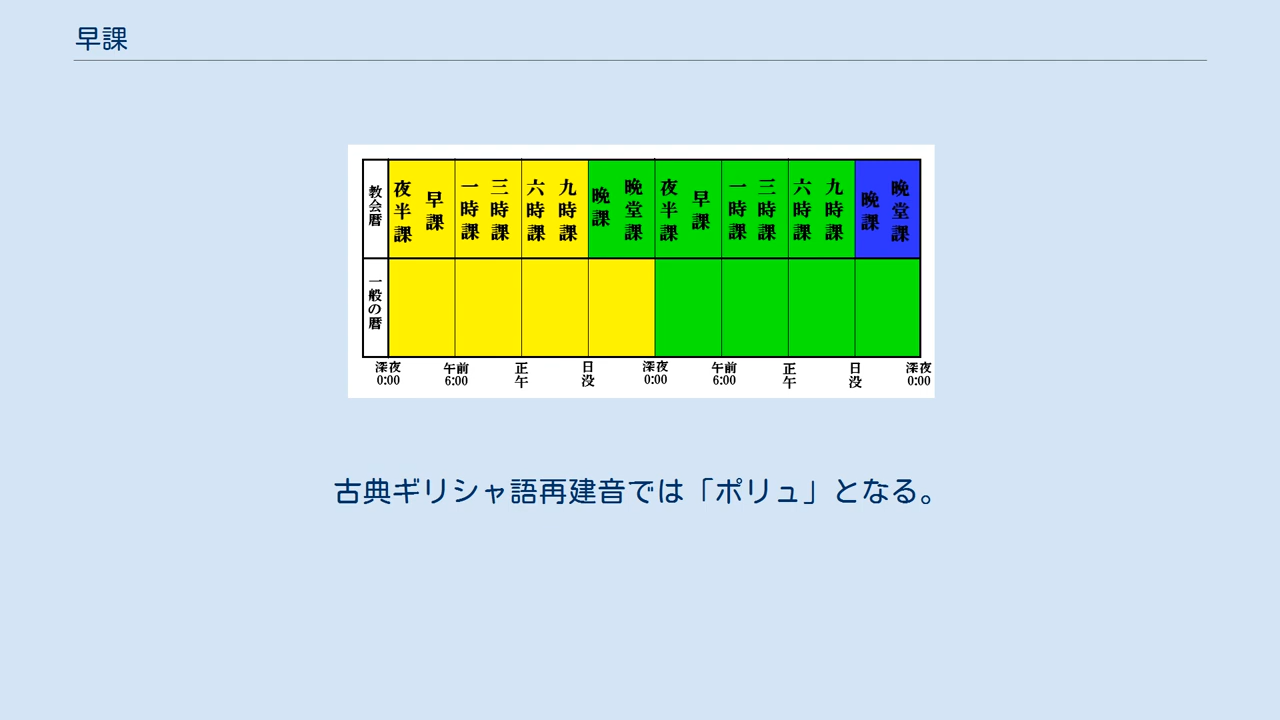 早課
教会暦 夜半課 早課 一時課 三時課 六時課 九時課 晩課 晩堂課 夜半課 早課 一時課 三時課 六時課 九時課 晩課 晩堂課
一般の暦
深夜 午前 正午 日没 深夜 午前 正午 日没 深夜
0:00 6:00 0:00 6:00 0:00
古典ギリシャ語再建音では「ポリュ」となる。